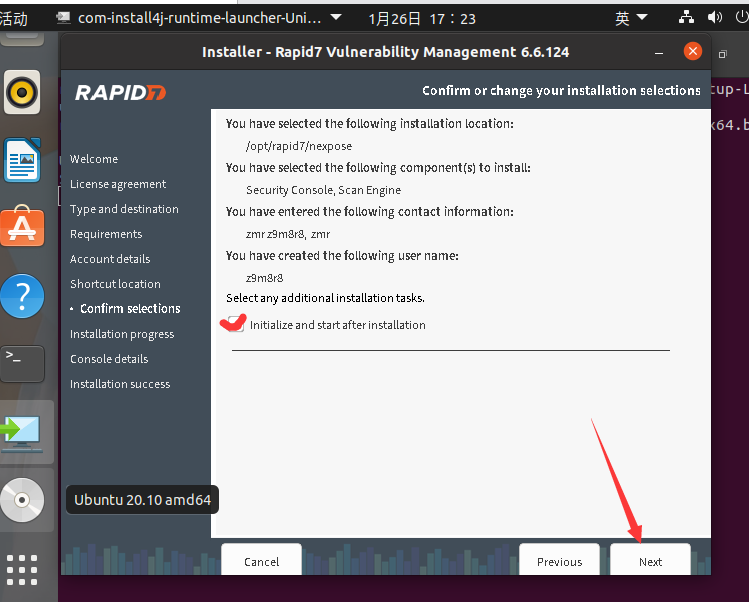 活动
com-install4j-runtime-launcher-Uni...
1月26日 17：23
英
Installer - Rapid7 Vulnerability Management 6.6.124
RAPID7
Confirm or change your installation selections
Welcome
License agreement
Type and destination
Requirements
Account details
Shortcut location
• Confirm selections
Installation progress
Console details
Installation success
You have selected the following installation location:
/opt/rapid7/nexpose
You have selected the following component(s) to install:
Security Console, Scan Engine
You have entered the following contact information:
zmr z9m8r8, zmr
You have created the following user name:
z9m8r8
Select any additional installation tasks.
Initialize and start after installation
Ubuntu 20.10 amd64
Cancel
Previous
Next
tup-L
x64.b